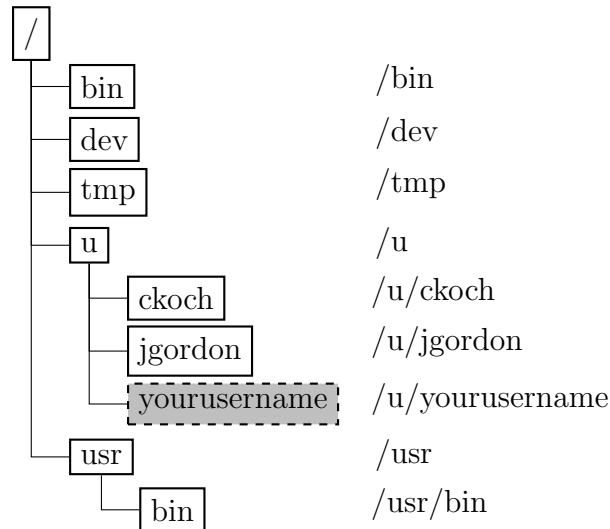 /
bin /bin
dev /dev
tmp /tmp
u /u
ckoch /u/ckoch
jgordon /u/jgordon
yourusername /u/yourusername
usr /usr
bin /usr/bin